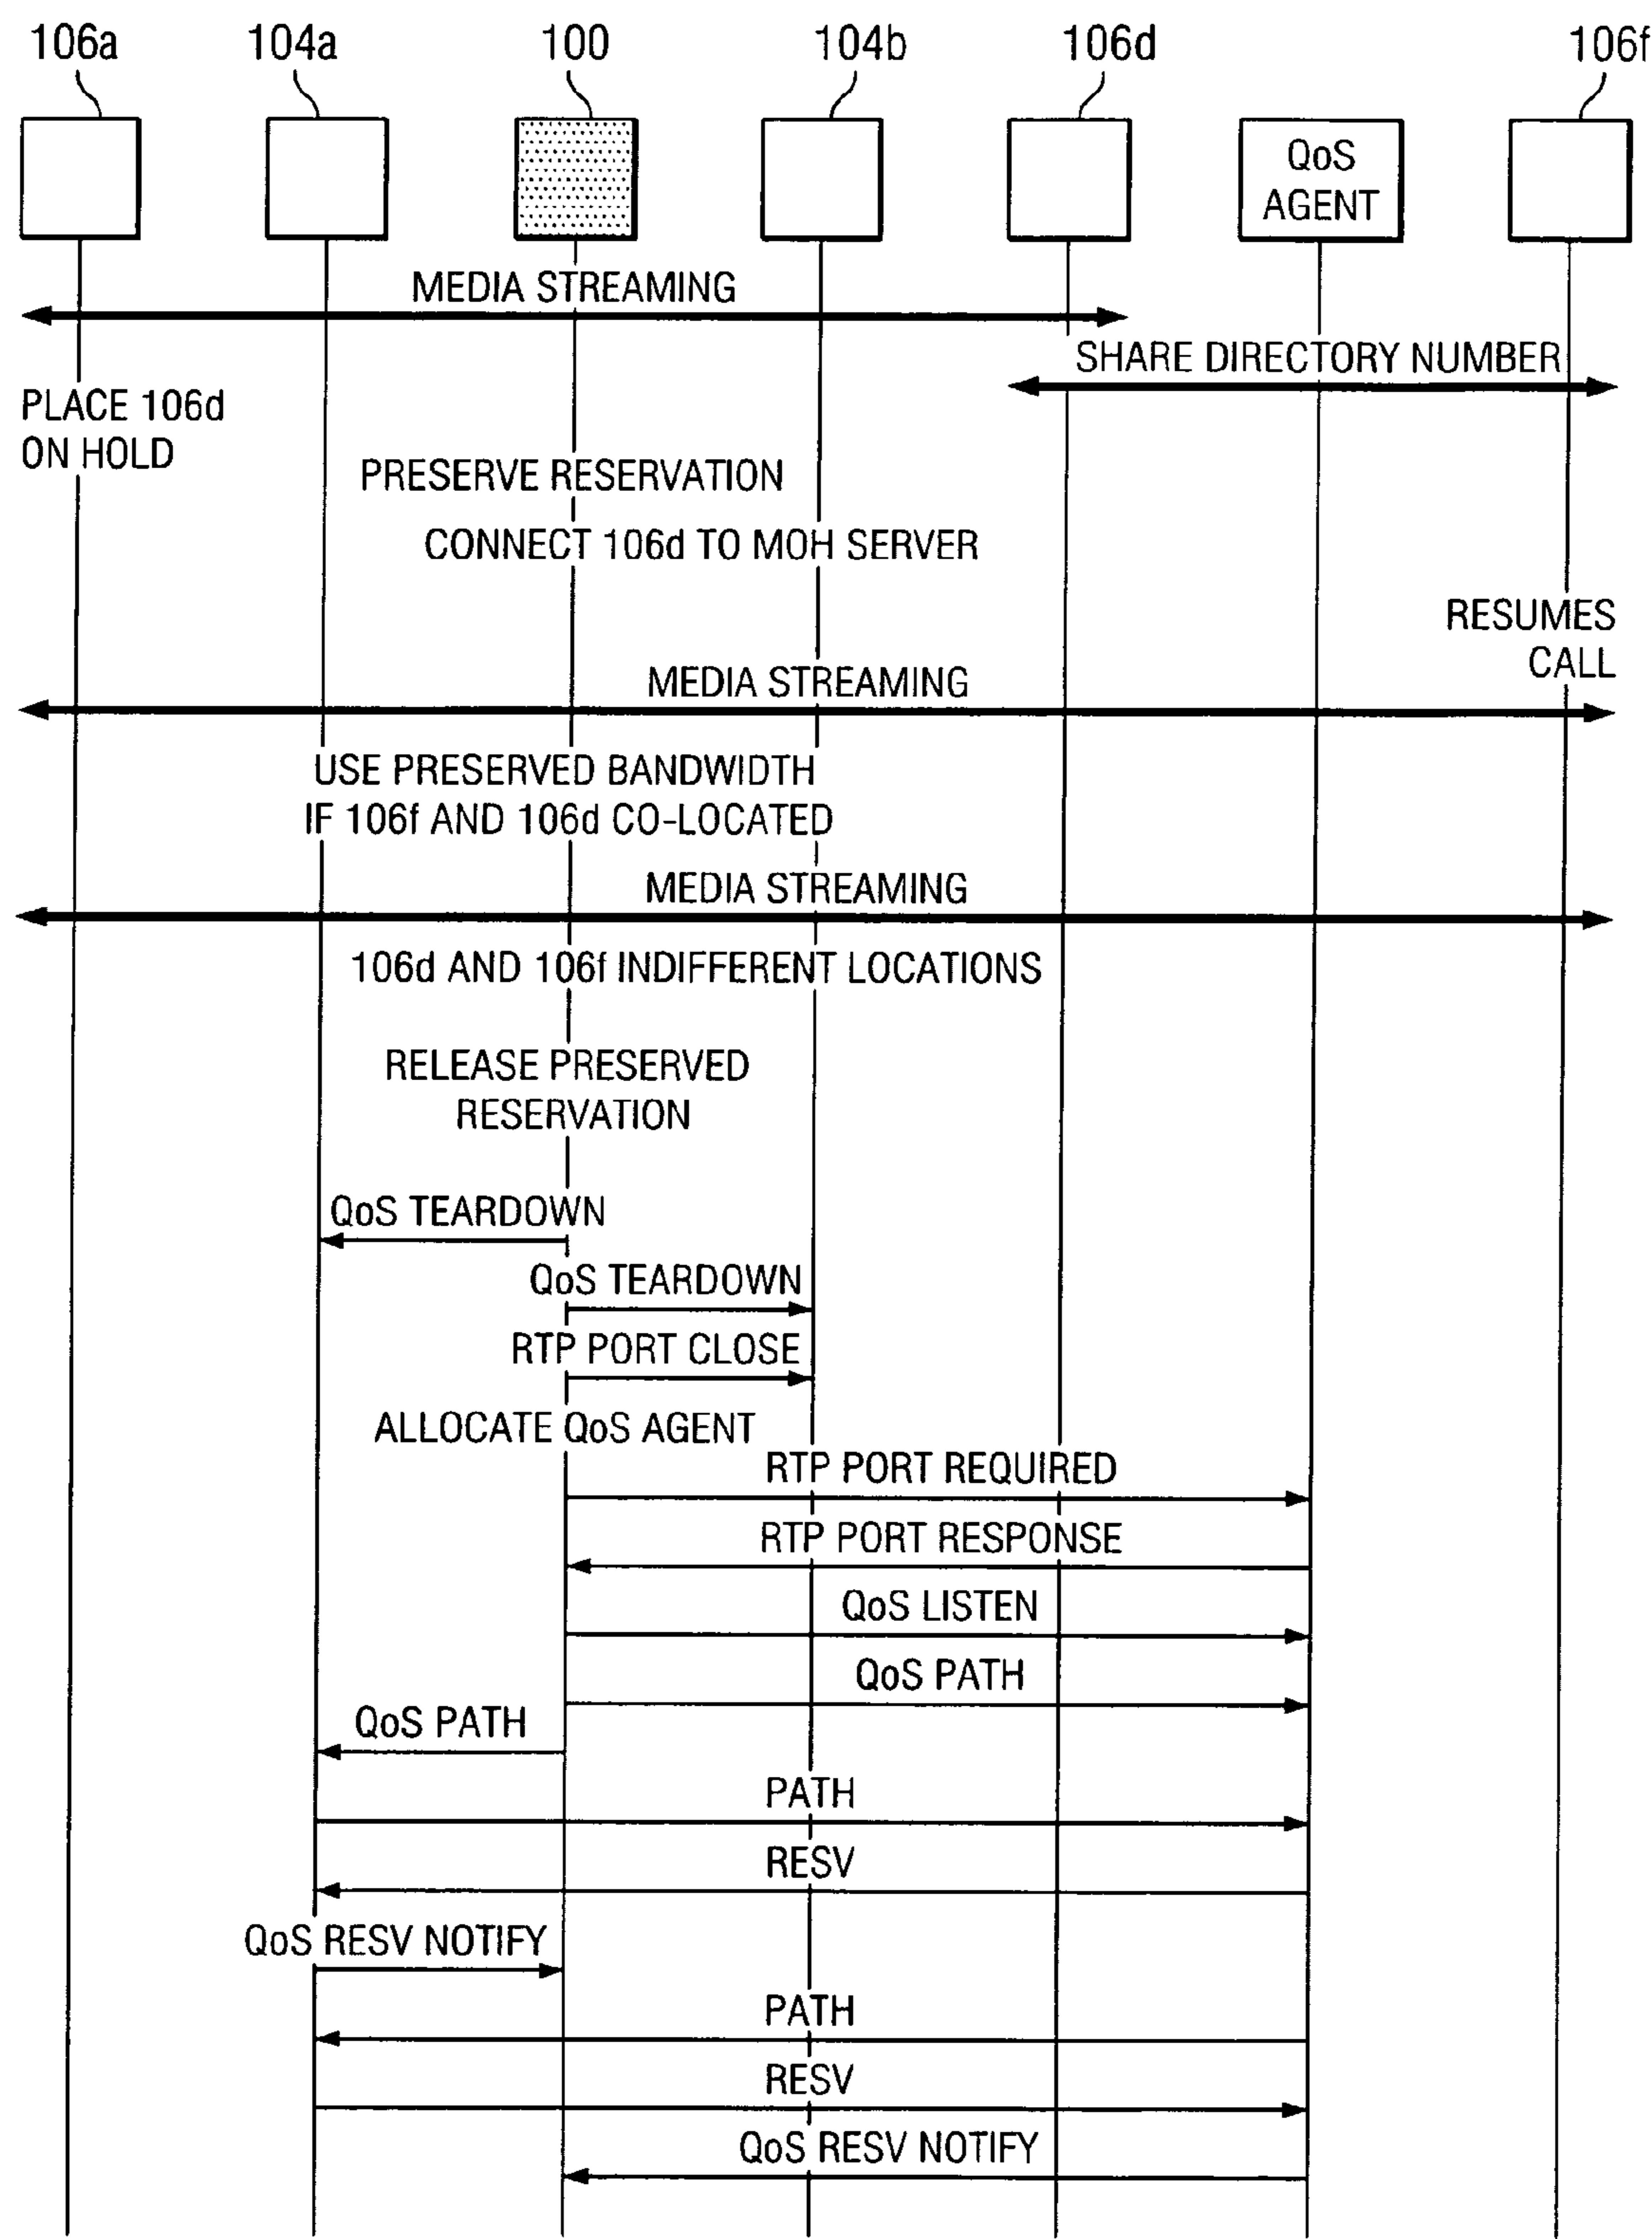 106a 104a 100 104b 106d 106f
QoS
AGENT
MEDIA STREAMING
SHARE DIRECTORY NUMBER
PLACE 106d
ON HOLD
PRESERVE RESERVATION
CONNECT 106d TO MOH SERVER
RESUMES
CALL
MEDIA STREAMING
USE PRESERVED BANDWIDTH
IF 106f AND 106d CO-LOCATED
MEDIA STREAMING
106d AND 106f INDIFFERENT LOCATIONS
RELEASE PRESERVED
RESERVATION
QoS TEARDOWN
QoS TEARDOWN
RTP PORT CLOSE
ALLOCATE QoS AGENT
RTP PORT REQUIRED
RTP PORT RESPONSE
QoS LISTEN
QoS PATH
QoS PATH
PATH
RESV
QoS RESV NOTIFY
PATH
RESV
QoS RESV NOTIFY